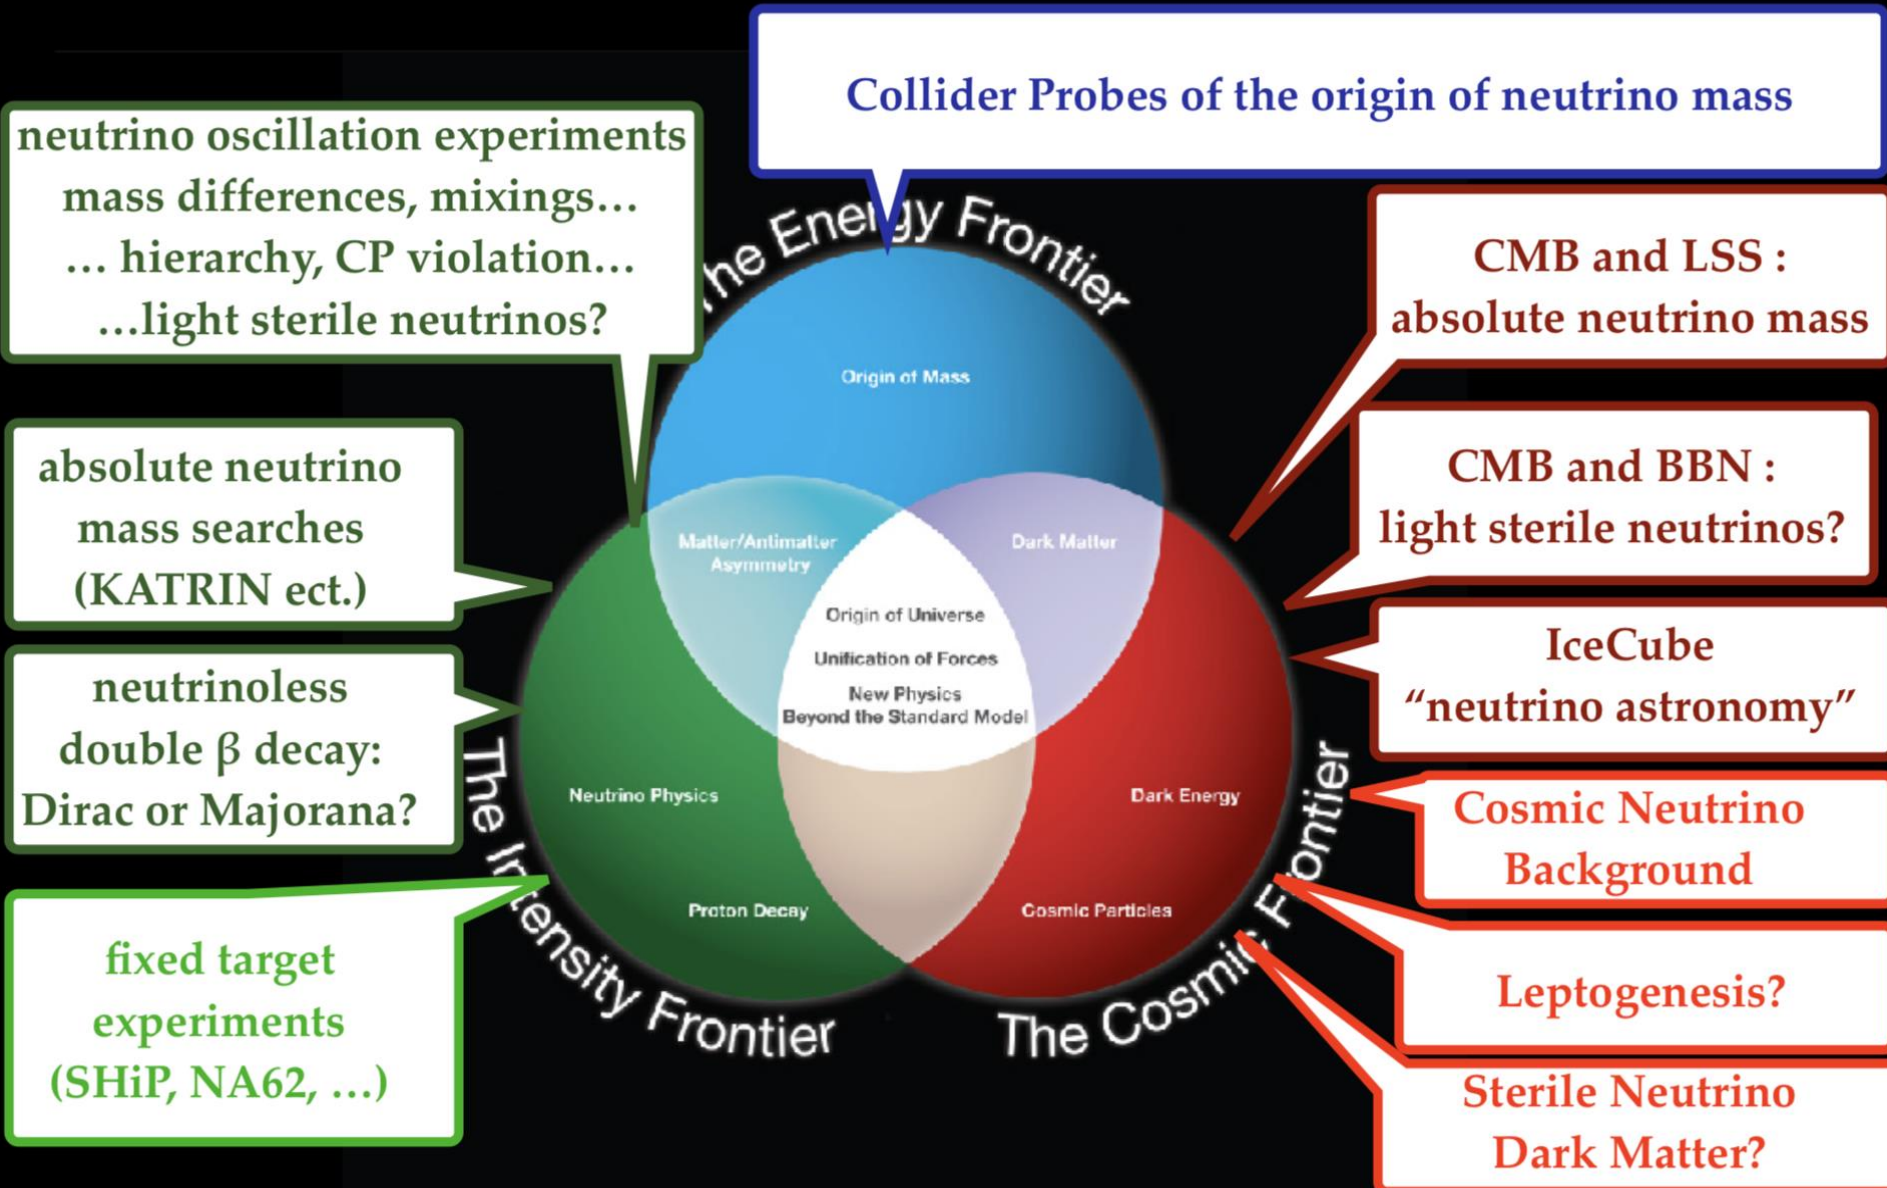 Collider Probes of the origin of neutrino mass
neutrino oscillation experiments
mass differences, mixings…
… hierarchy, CP violation…
…light sterile neutrinos?
absolute neutrino
mass searches
(KATRIN ect.)
neutrinoless
double β decay:
Dirac or Majorana?
fixed target
experiments
(SHiP, NA62, …)
The Energy Frontier
Origin of Mass
Matter/Antimatter
Asymmetry
Dark Matter
Origin of Universe
Unification of Forces
New Physics
Beyond the Standard Model
Neutrino Physics
Proton Decay
Dark Energy
Cosmic Particles
The Intensity Frontier
The Cosmic Frontier
CMB and LSS :
absolute neutrino mass
CMB and BBN :
light sterile neutrinos?
IceCube
“neutrino astronomy”
Cosmic Neutrino
Background
Leptogenesis?
Sterile Neutrino
Dark Matter?